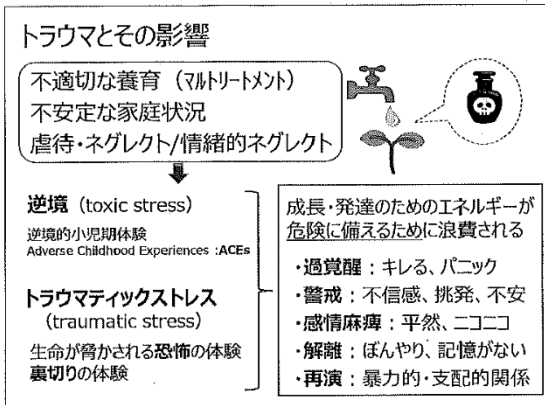 トラウマとその影響
不適切な養育（マルトリートメント）
不安定な家庭状況
虐待・ネグレクト/情緒的ネグレクト
逆境（toxic stress）
逆境的小児期体験
Adverse Childhood Experiences :ACEs
トラウマティックストレス
（traumatic stress）
生命が脅かされる恐怖の体験
裏切りの体験
成長・発達のためのエネルギーが
危険に備えるために浪費される
・過覚醒：キレる、パニック
・警戒：不信感、挑発、不安
・感情麻痺：平然、ニコニコ
・解離：ぼんやり、記憶がない
・再演：暴力的・支配的関係